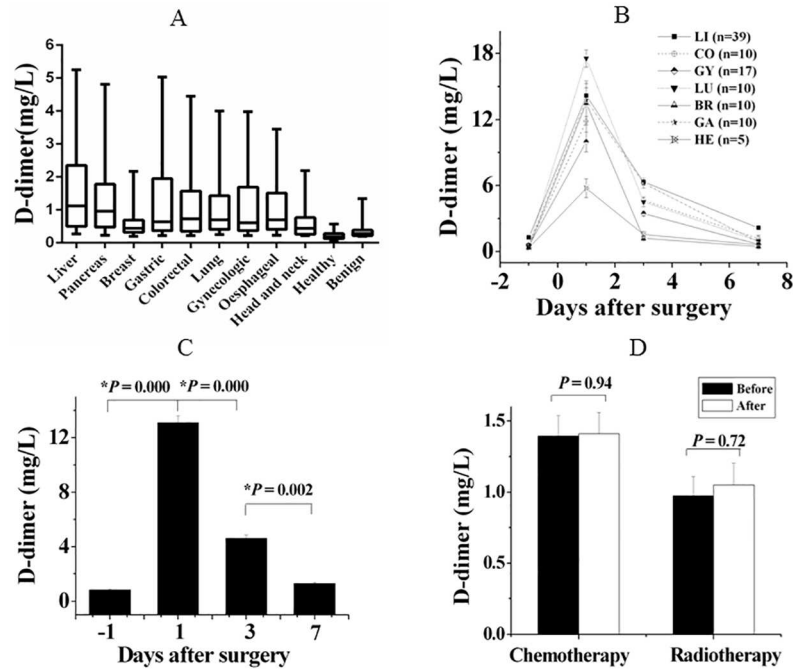 A
D-dimer(mg/L)
6
5
4
3
2
1
0
Liver
Pancreas
Breast
Gastric
Colorectal
Lung
Gynecologic
Oesphageal
Head and neck
Healthy
Benign
B
D-dimer (mg/L)
18
12
6
0
-2 0 2 4 6 8
Days after surgery
LI (n=39)
CO (n=10)
GY (n=17)
LU (n=10)
BR (n=10)
GA (n=10)
HE (n=5)
C
*P = 0.000 *P = 0.000
*P = 0.002
D-dimer (mg/L)
12
8
4
0
-1 1 3 7
Days after surgery
D
P = 0.94
P = 0.72
Before
After
D-dimer (mg/L)
1.5
1.0
0.5
0.0
Chemotherapy Radiotherapy